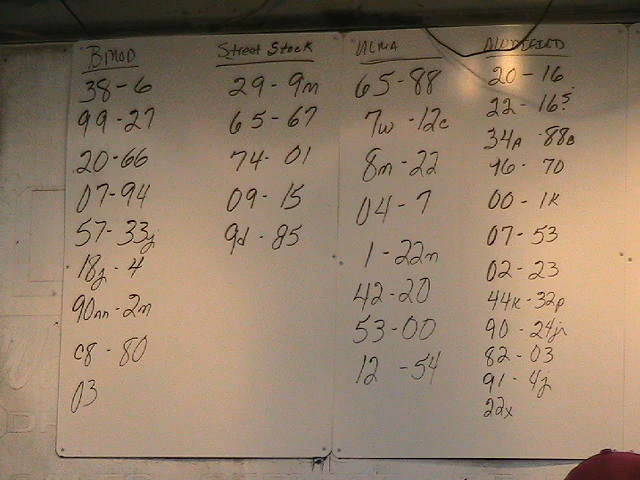 BMOD
38-6
99-27
20-66
07-94
57-33j
18j-4
90nn-2m
c8-80
03
Street Stock
29-9m
65-67
74-01
09-15
9d-85
65-88
7w-12c
8m-22
04-7
1-22n
42-20
53-00
12-54
20-16
22-16s
34A-88B
96-70
00-1K
07-53
02-23
44k-32p
90-24jr
82-03
91-4j
22x